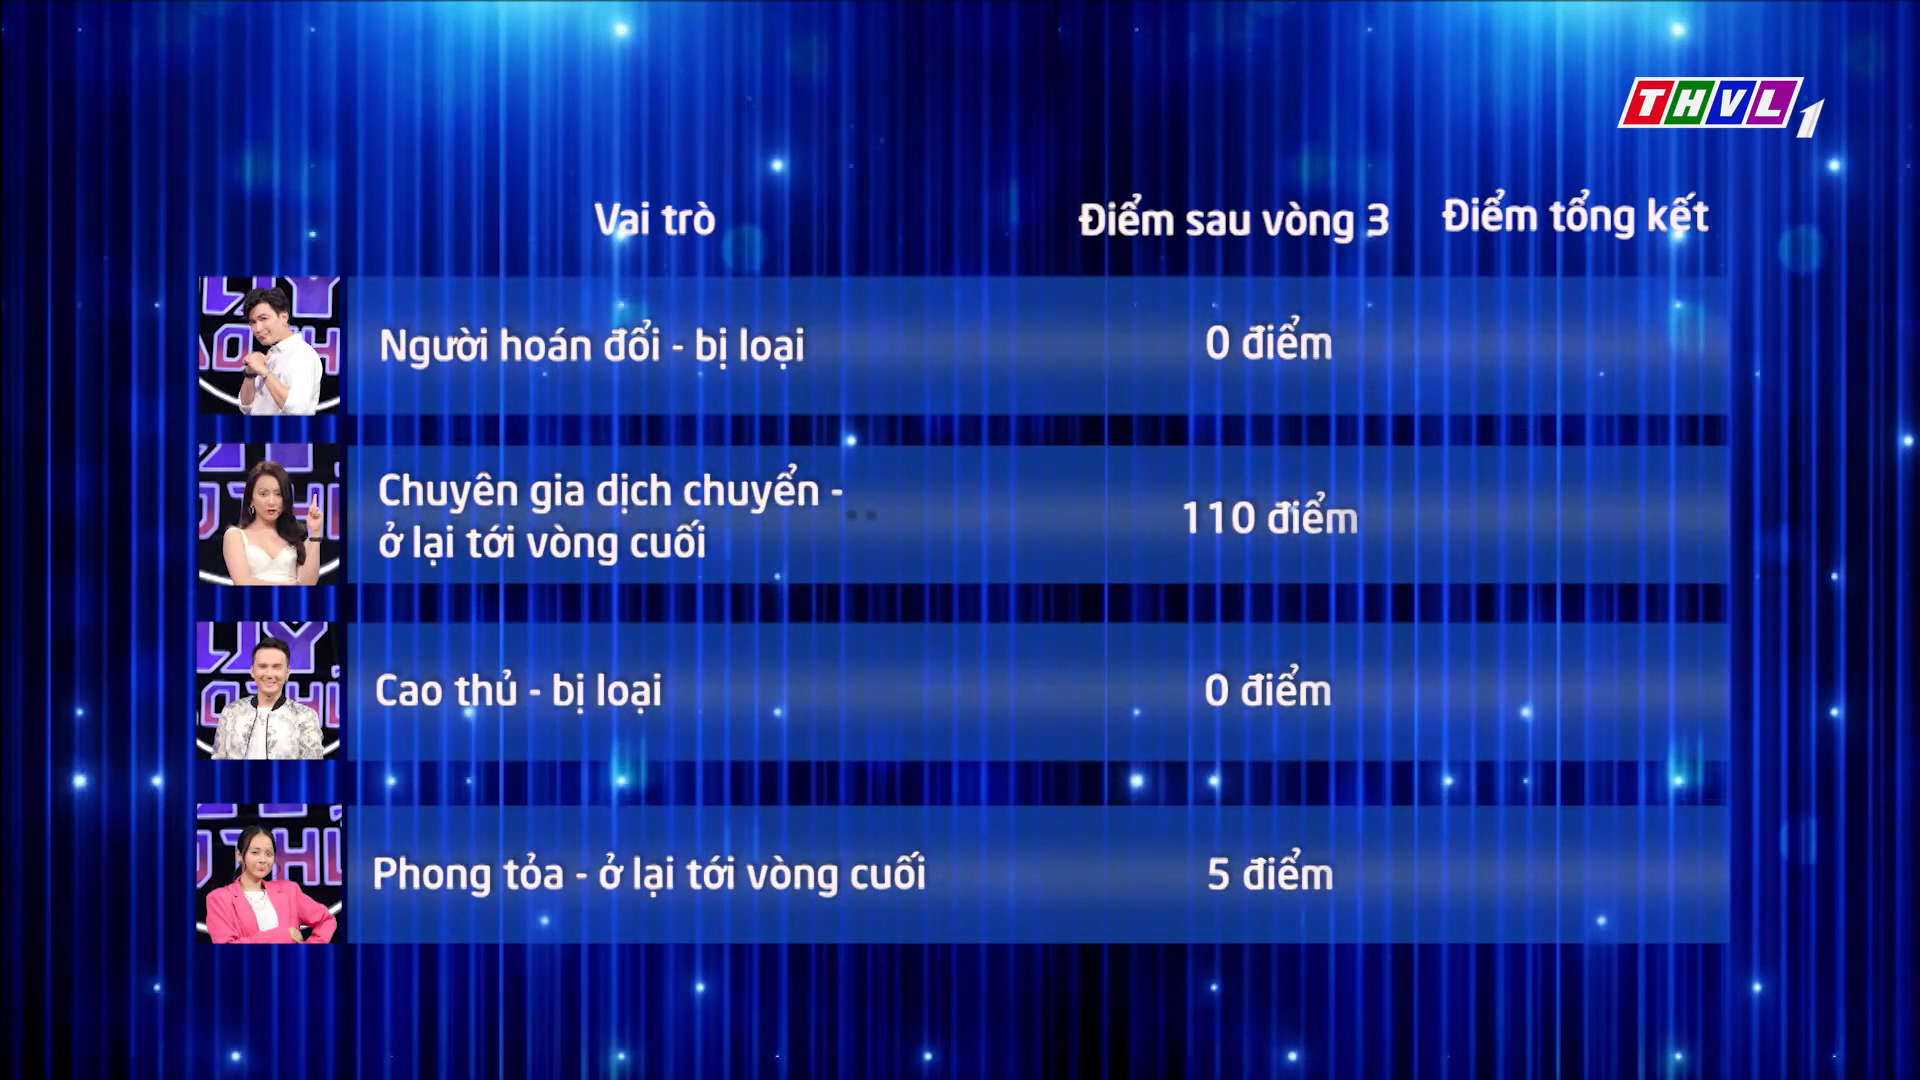 THVL1
Vai trò
Điểm sau vòng 3
Điểm tổng kết
Người hoán đổi - bị loại
0 điểm
Chuyên gia dịch chuyển -
ở lại tới vòng cuối
110 điểm
Cao thủ - bị loại
0 điểm
Phong tỏa - ở lại tới vòng cuối
5 điểm